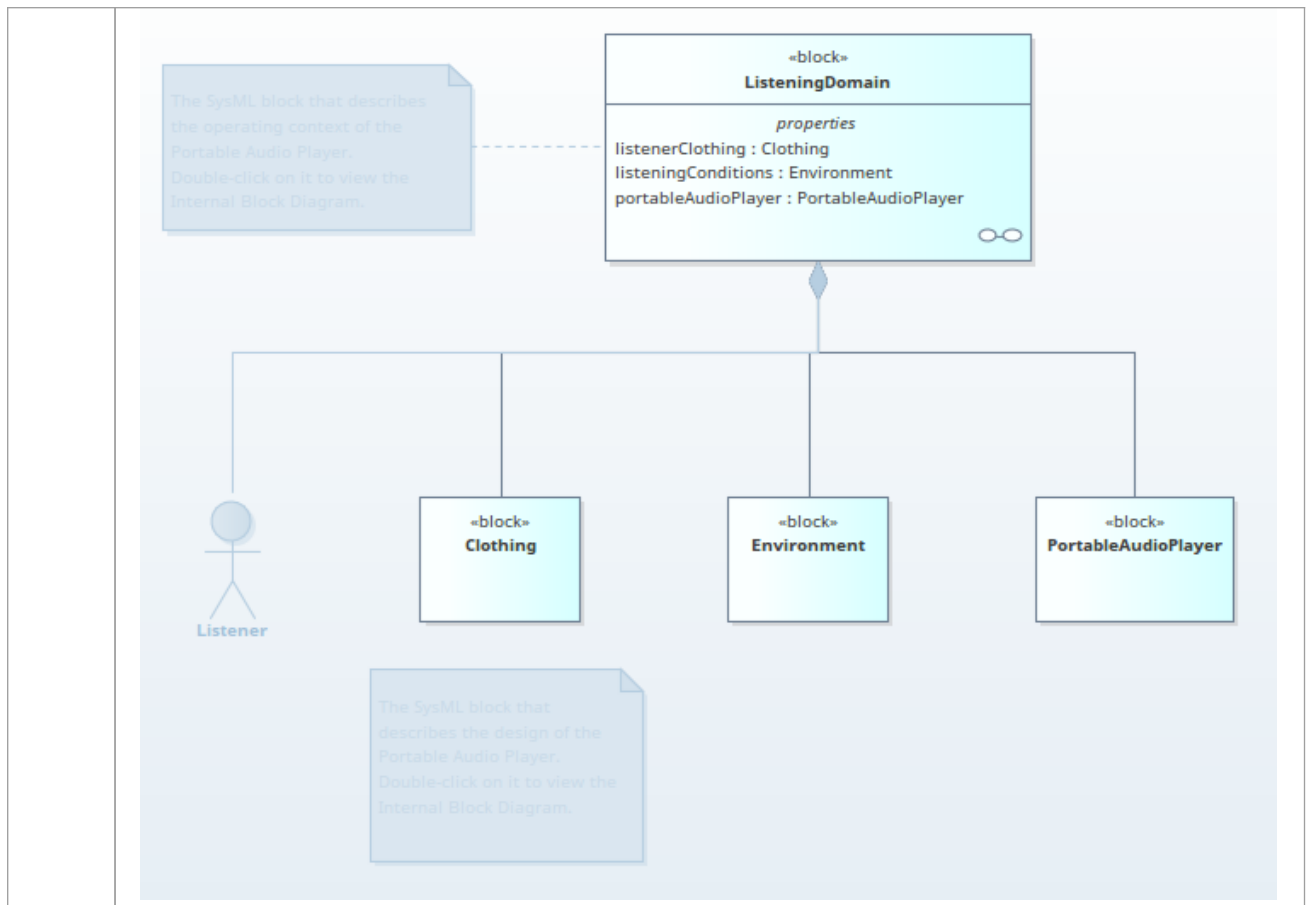 The SysML block that describes
the operating context of the
Portable Audio Player.
Double-click on it to view the
Internal Block Diagram.
«block»
ListeningDomain
properties
listenerClothing : Clothing
listeningConditions : Environment
portableAudioPlayer : PortableAudioPlayer
Listener
«block»
Clothing
«block»
Environment
«block»
PortableAudioPlayer
The SysML block that
describes the design of the
Portable Audio Player.
Double-click on it to view the
Internal Block Diagram.